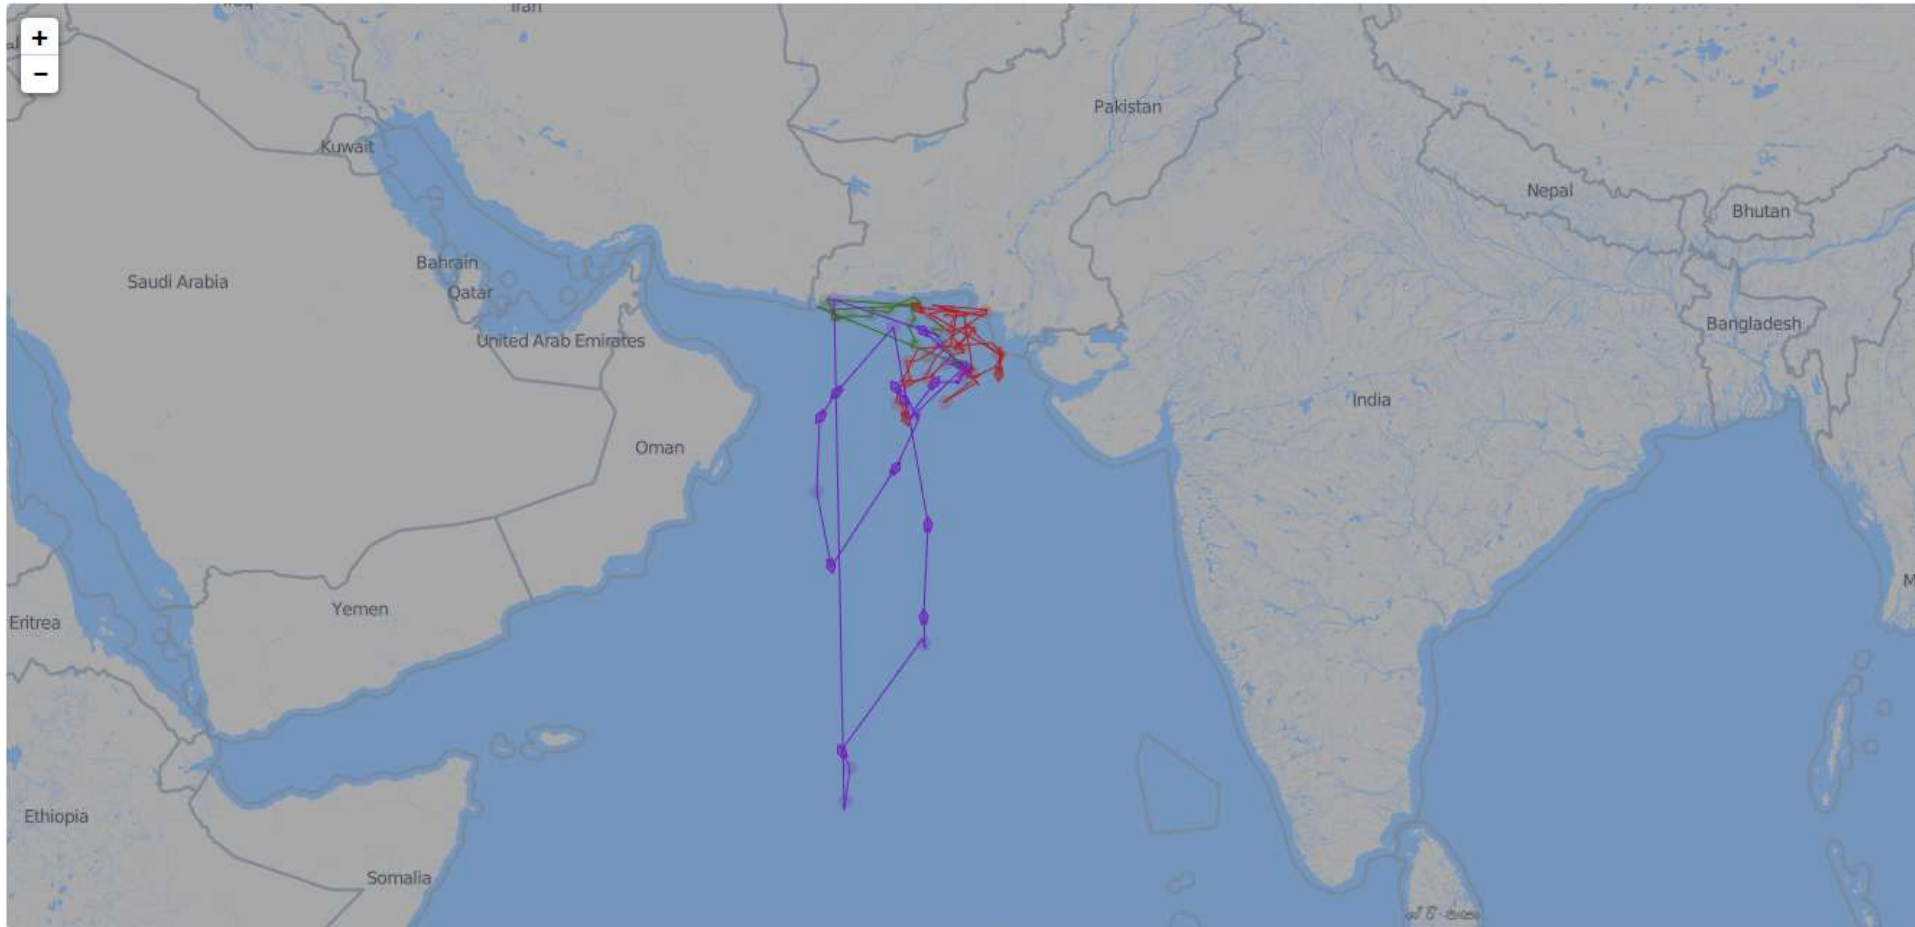 +
−
Iran
Pakistan
Kuwait
Nepal
Bhutan
Bahrain
Saudi Arabia
Qatar
Bangladesh
United Arab Emirates
India
Oman
Yemen
Eritrea
Ethiopia
Somalia